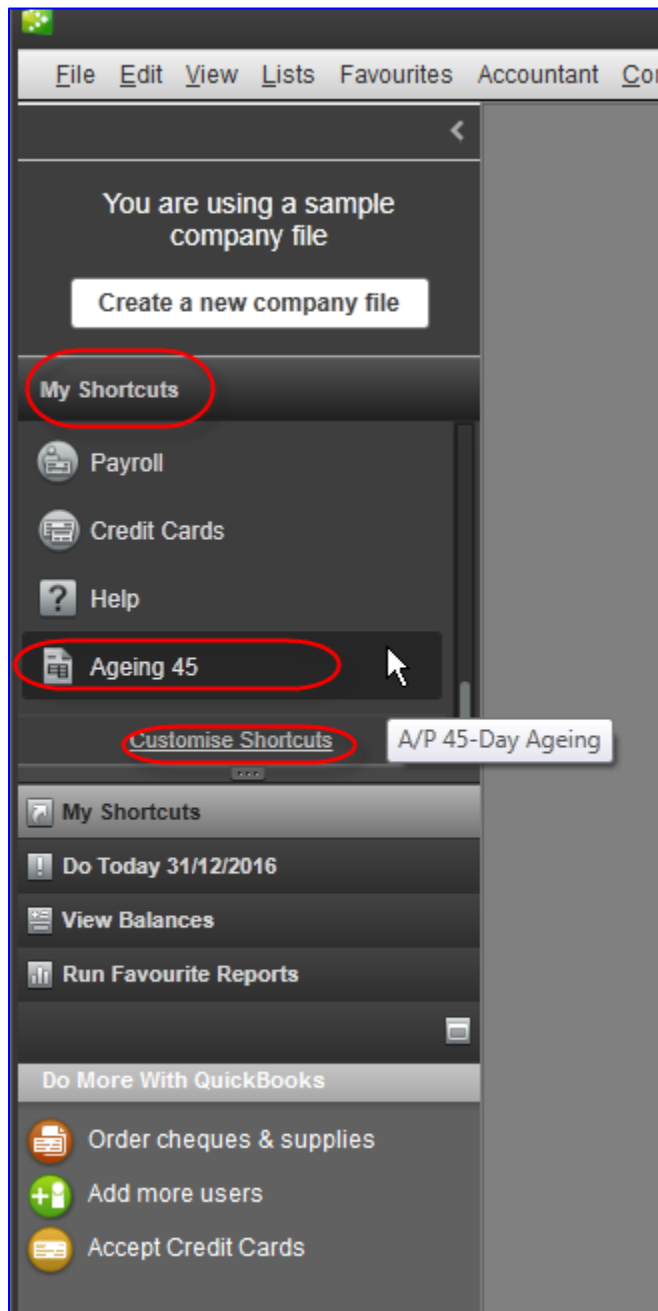 File Edit View Lists Favourites Accountant
You are using a sample
company file
Create a new company file
My Shortcuts
Payroll
Credit Cards
? Help
Ageing 45
Customise Shortcuts
A/P 45-Day Ageing
My Shortcuts
Do Today 31/12/2016
View Balances
Run Favourite Reports
Do More With QuickBooks
Order cheques & supplies
Add more users
Accept Credit Cards